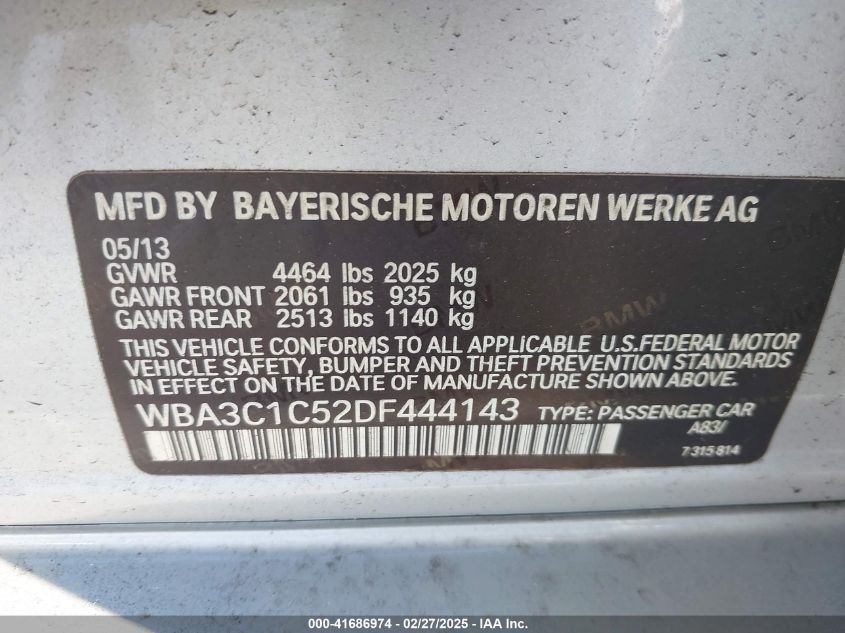 MFD BY BAYERISCHE MOTOREN WERKE AG
05/13
GVWR 4464 lbs 2025 kg
GAWR FRONT 2061 lbs 935 kg
GAWR REAR 2513 lbs 1140 kg
THIS VEHICLE CONFORMS TO ALL APPLICABLE U.S.FEDERAL MOTOR
VEHICLE SAFETY, BUMPER AND THEFT PREVENTION STANDARDS
IN EFFECT ON THE DATE OF MANUFACTURE SHOWN ABOVE.
WBA3C1C52DF444143 TYPE: PASSENGER CAR
A83/
7315814
000-41686974 - 02/27/2025 - IAA Inc.